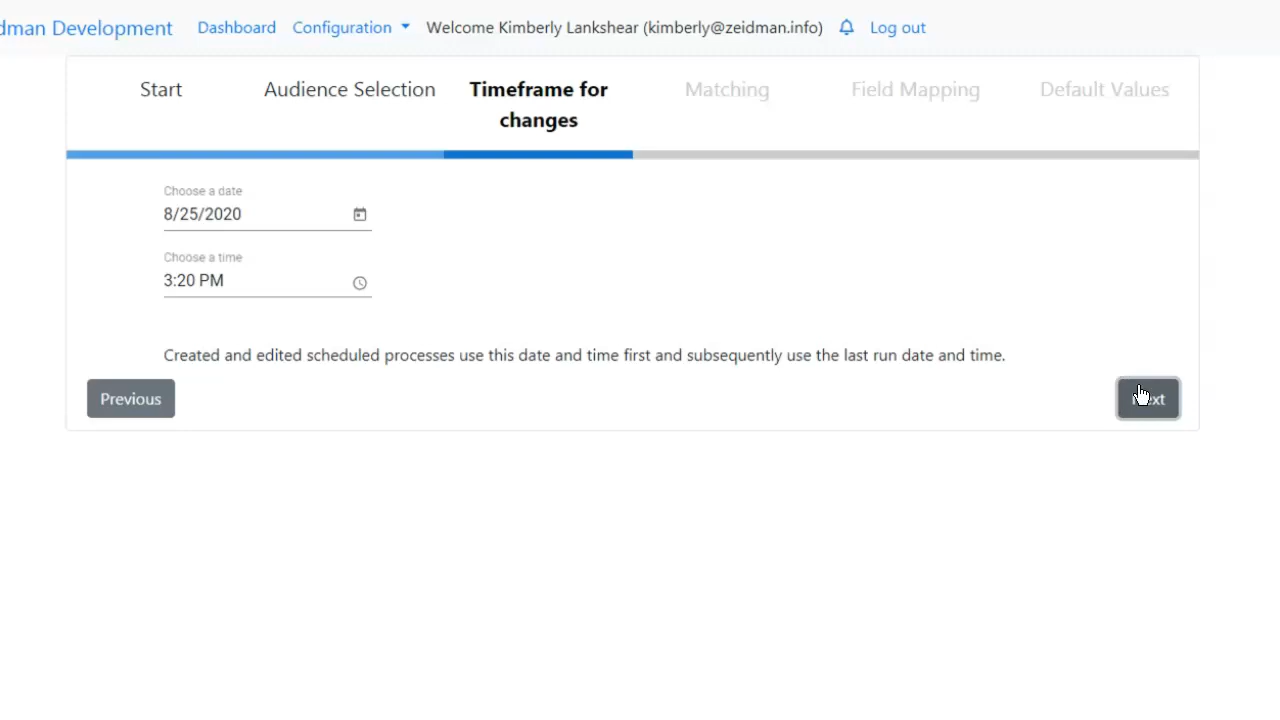 Development Dashboard Configuration Welcome Kimberly Lankshear (kimberly@zeidman.info) Log out
Start Audience Selection Timeframe for changes Matching Field Mapping Default Values
Choose a date
8/25/2020
Choose a time
3:20 PM
Created and edited scheduled processes use this date and time first and subsequently use the last run date and time.
Previous Next